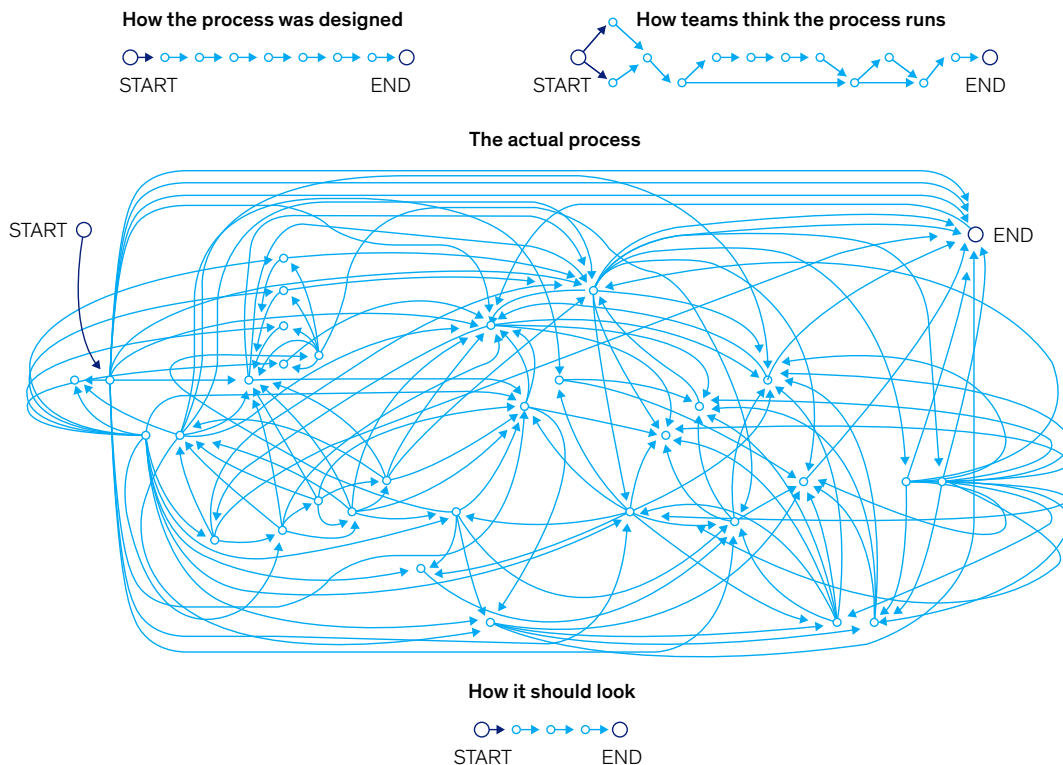 How the process was designed
How teams think the process runs
START
END
START
END
The actual process
START
END
How it should look
START
END